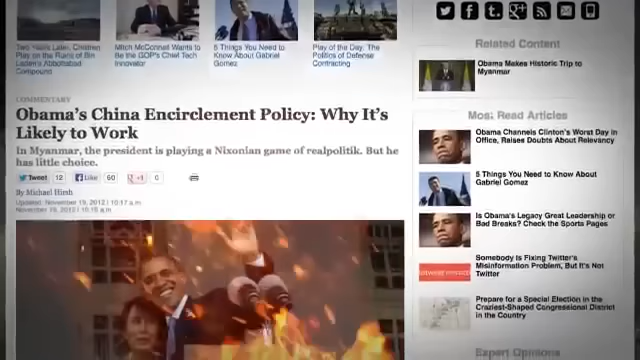 Two Years Later, Children
Play on the Ruins of Bin
Laden's Abbottabad
Compound
Mitch McConnell Wants to
Be the GOP's Chief Tech
Innovator
5 Things You Need to
Know About Gabriel
Gomez
Play of the Day: The
Politics of Defense
Contracting
COMMENTARY
Obama's China Encirclement Policy: Why It's
Likely to Work
In Myanmar, the president is playing a Nixonian game of realpolitik. But he
has little choice.
Tweet 12 Like 60 +1 0
By Michael Hirsh
Updated: November 19, 2012 | 10:17 a.m.
November 19, 2012 | 10:15 a.m.
Related Content
Obama Makes Historic Trip to
Myanmar
Most Read Articles
Obama Channels Clinton's Worst Day in
Office, Raises Doubts About Relevancy
5 Things You Need to Know About
Gabriel Gomez
Is Obama's Legacy Great Leadership or
Bad Breaks? Check the Sports Pages
Somebody Is Fixing Twitter's
Misinformation Problem, But It's Not
Twitter
Prepare for a Special Election in the
Craziest-Shaped Congressional District
in the Country
Expert Opinions